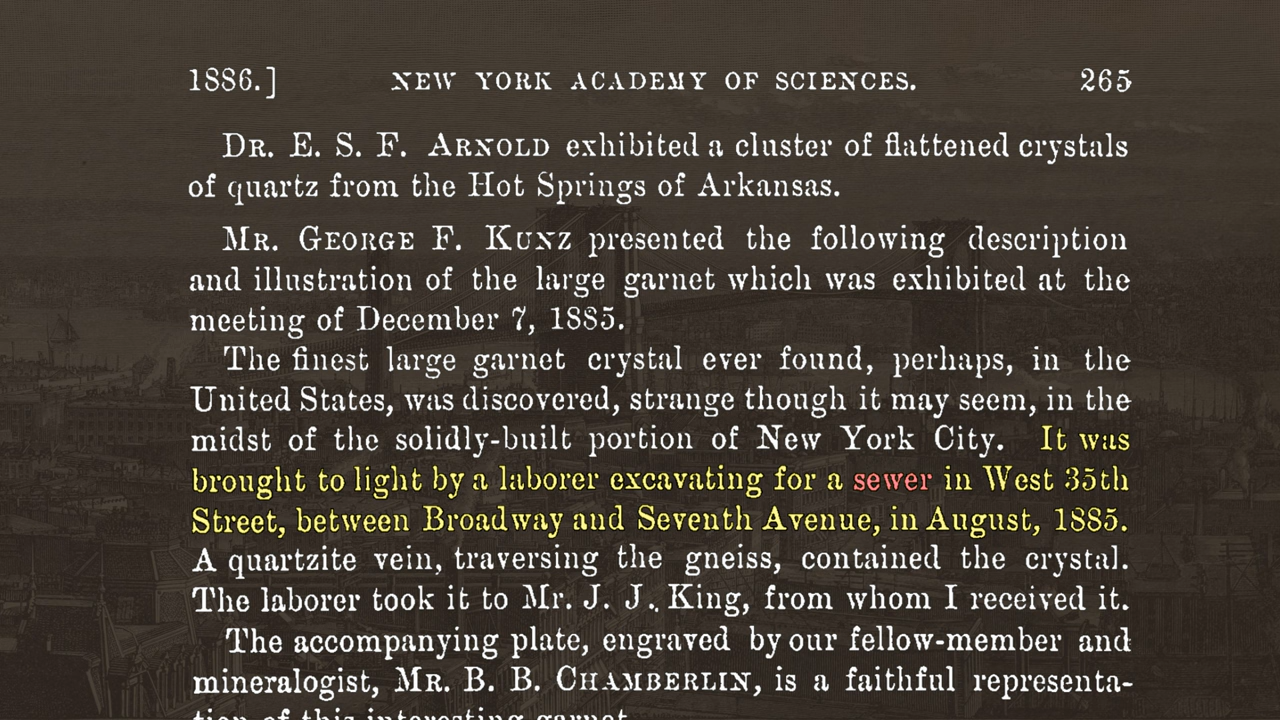 1886.] NEW YORK ACADEMY OF SCIENCES. 265
DR. E. S. F. ARNOLD exhibited a cluster of flattened crystals
of quartz from the Hot Springs of Arkansas.
MR. GEORGE F. KUNZ presented the following description
and illustration of the large garnet which was exhibited at the
meeting of December 7, 1885.
The finest large garnet crystal ever found, perhaps, in the
United States, was discovered, strange though it may seem, in the
midst of the solidly-built portion of New York City. It was
brought to light by a laborer excavating for a sewer in West 35th
Street, between Broadway and Seventh Avenue, in August, 1885.
A quartzite vein, traversing the gneiss, contained the crystal.
The laborer took it to Mr. J. J. King, from whom I received it.
The accompanying plate, engraved by our fellow-member and
mineralogist, MR. B. B. CHAMBERLIN, is a faithful representa-
tion of this interesting garnet.